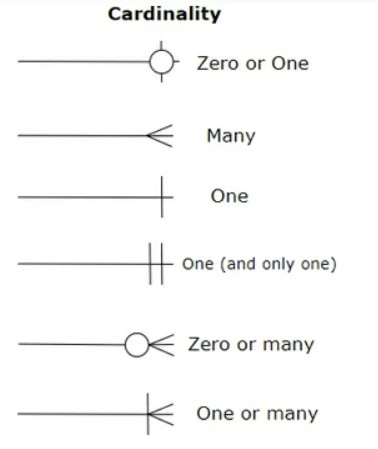 Cardinality
Zero or One
Many
One
One (and only one)
Zero or many
One or many